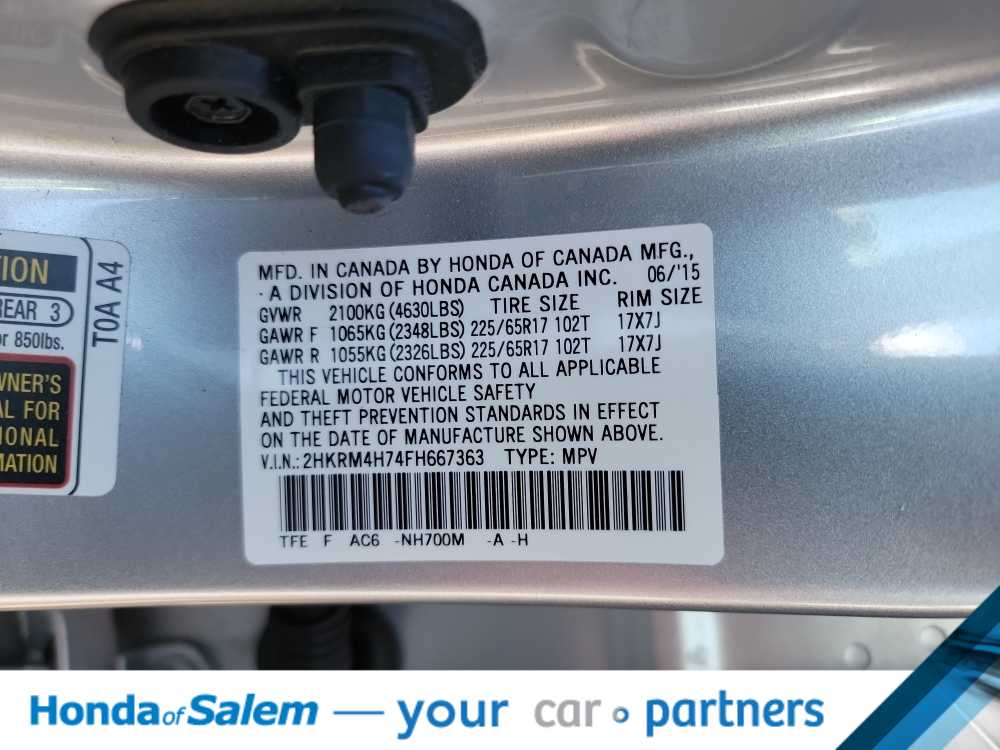 TION
REAR 3
or 850lbs.
WNER'S
AL FOR
IONAL
MATION
T0A A4
MFD. IN CANADA BY HONDA OF CANADA MFG.,
A DIVISION OF HONDA CANADA INC. 06/'15
GVWR 2100KG(4630LBS) TIRE SIZE RIM SIZE
GAWR F 1065KG(2348LBS) 225/65R17 102T 17X7J
GAWR R 1055KG(2326LBS) 225/65R17 102T 17X7J
THIS VEHICLE CONFORMS TO ALL APPLICABLE
FEDERAL MOTOR VEHICLE SAFETY
AND THEFT PREVENTION STANDARDS IN EFFECT
ON THE DATE OF MANUFACTURE SHOWN ABOVE.
V.I.N.:2HKRM4H74FH667363 TYPE: MPV
TFE F AC6 -NH700M -A -H
Honda of Salem — your car partners